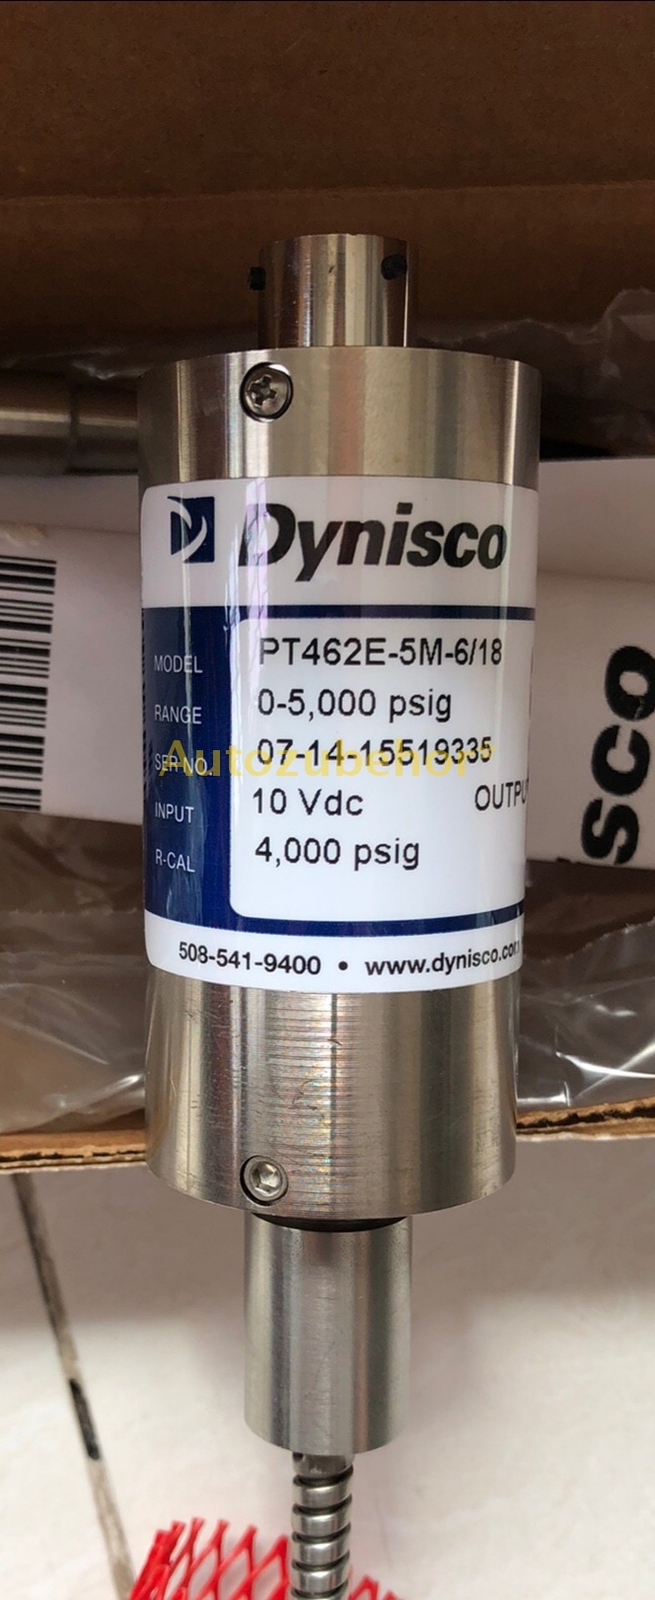 Dynisco
MODEL PT462E-5M-6/18
RANGE 0-5,000 psig
SER NO. 07-14-15519335
Autozubehor
INPUT 10 Vdc OUTPU
R-CAL 4,000 psig
508-541-9400 • www.dynisco.com
sco